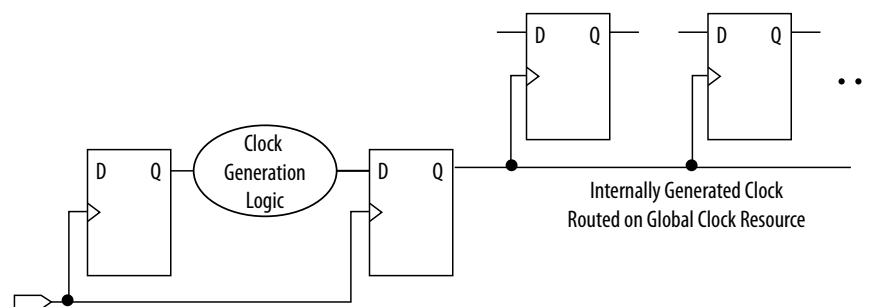 D Q D Q
D Q
Clock
Generation
Logic
D Q
Internally Generated Clock
Routed on Global Clock Resource